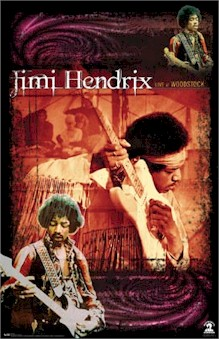 Jimi Hendrix
LIVE at WOODSTOCK